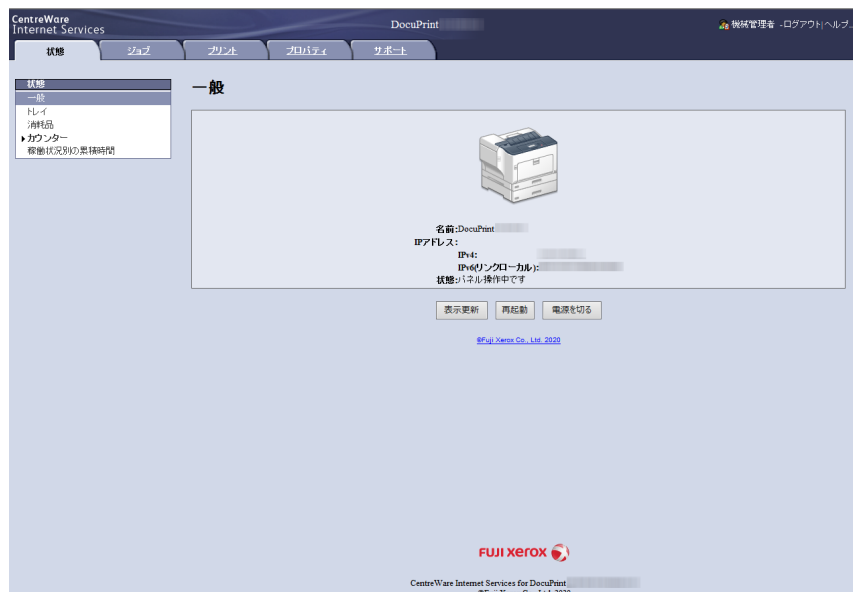 CentreWare
Internet Services
DocuPrint
機械管理者 -ログアウト|ヘルプ
状態
ジョブ
プリント
プロパティ
サポート
状態
一般
トレイ
消耗品
カウンター
稼働状況別の累積時間
一般
名前:DocuPrint
IPアドレス:
IPv4:
IPv6(リンクローカル):
状態:パネル操作中です
表示更新
再起動
電源を切る
©Fuji Xerox Co., Ltd. 2020
FUJI XEROX
CentreWare Internet Services for DocuPrint
©Fuji Xerox Co., Ltd. 2020